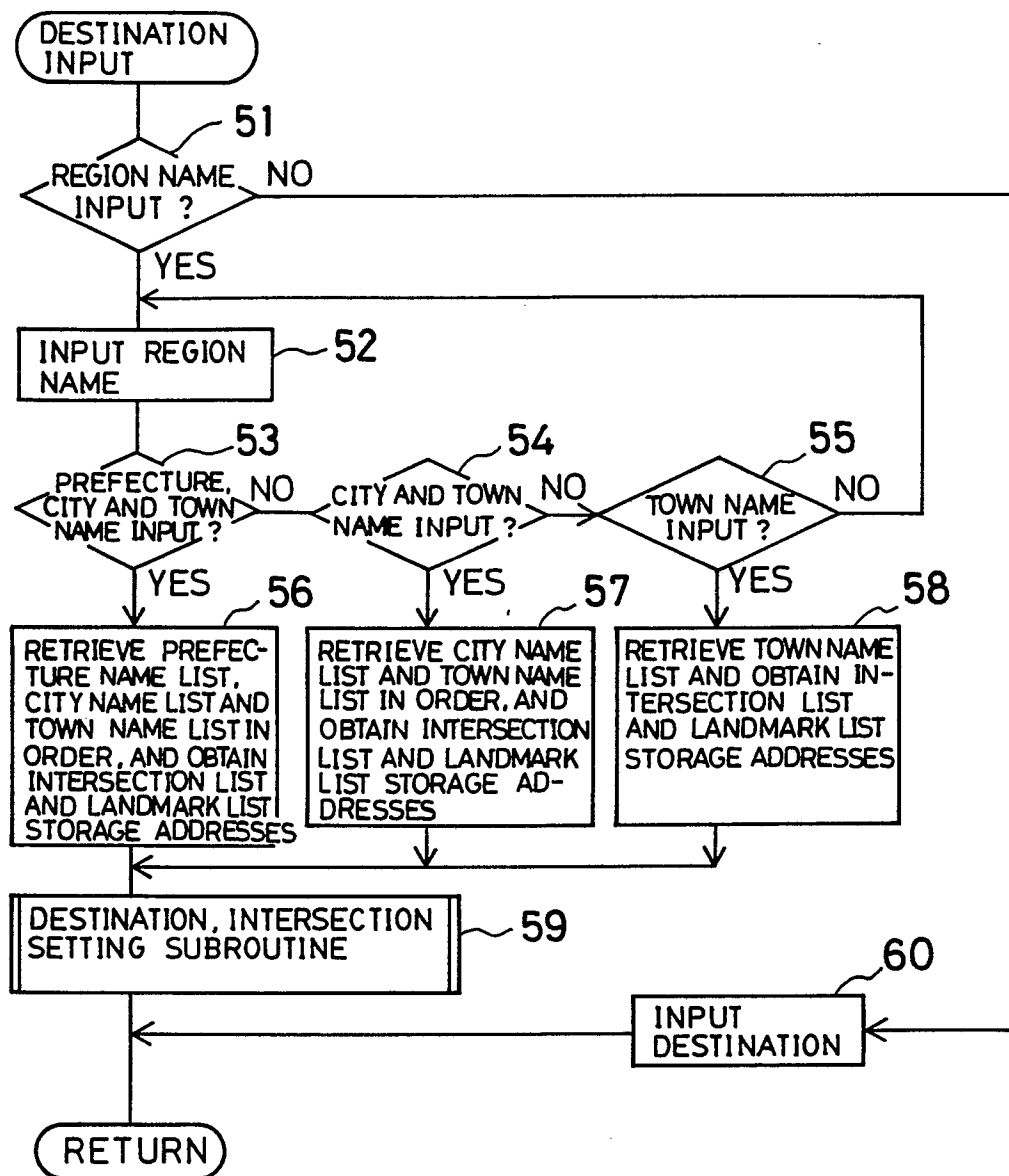 DESTINATION
INPUT
51
REGION NAME
INPUT ?
NO
YES
INPUT REGION
NAME
52
53
PREFECTURE,
CITY AND TOWN
NAME INPUT ?
NO
YES
54
CITY AND TOWN
NAME INPUT ?
NO
YES
55
TOWN NAME
INPUT ?
NO
YES
56
RETRIEVE PREFEC-
TURE NAME LIST,
CITY NAME LIST AND
TOWN NAME LIST IN
ORDER, AND OBTAIN
INTERSECTION LIST
AND LANDMARK LIST
STORAGE ADDRESSES
57
RETRIEVE CITY NAME
LIST AND TOWN NAME
LIST IN ORDER, AND
OBTAIN INTERSECTION
LIST AND LANDMARK
LIST STORAGE AD-
DRESSES
58
RETRIEVE TOWN NAME
LIST AND OBTAIN IN-
TERSECTION LIST
AND LANDMARK LIST
STORAGE ADDRESSES
DESTINATION, INTERSECTION
SETTING SUBROUTINE
59
60
INPUT
DESTINATION
RETURN